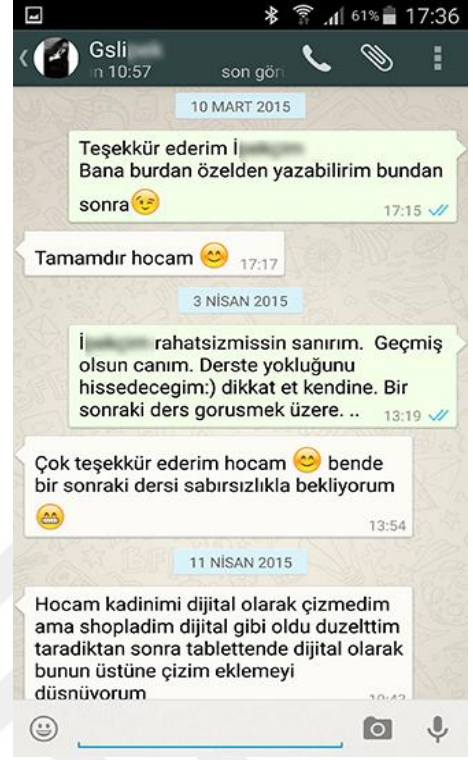 61% 17:36
Gsli
n 10:57 son gör
10 MART 2015
Teşekkür ederim İ
Bana burdan özelden yazabilirim bundan
sonra😉
17:15
Tamamdır hocam 😊 17:17
3 NİSAN 2015
İ rahatsizmissin sanırım. Geçmiş
olsun canım. Derste yokluğunu
hissedecegim:) dikkat et kendine. Bir
sonraki ders gorusmek üzere. .. 13:19
Çok teşekkür ederim hocam 😊 bende
bir sonraki dersi sabırsızlıkla bekliyorum
😁
13:54
11 NİSAN 2015
Hocam kadinimi dijital olarak çizmedim
ama shopladim dijital gibi oldu duzelttim
taradiktan sonra tablettende dijital olarak
bunun üstüne çizim eklemeyi
düşnüyorum